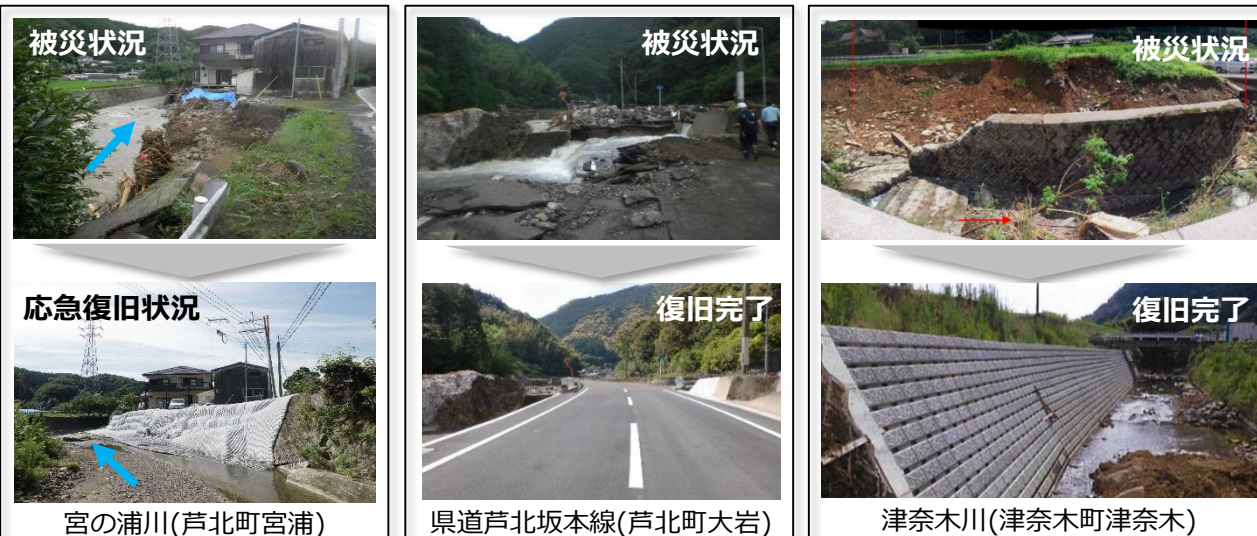 被災状況
応急復旧状況
宮の浦川(芦北町宮浦)
被災状況
復旧完了
県道芦北坂本線(芦北町大岩)
被災状況
復旧完了
津奈木川(津奈木町津奈木)